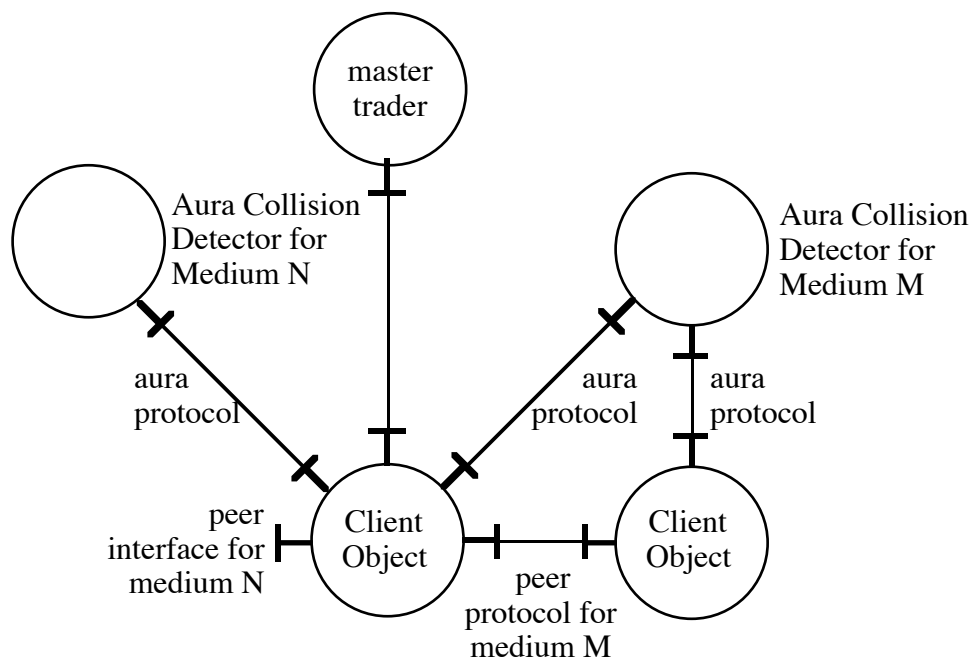 master
trader
Aura Collision
Detector for
Medium N
Aura Collision
Detector for
Medium M
aura
protocol
aura
protocol
aura
protocol
peer
interface for
medium N
Client
Object
Client
Object
peer
protocol for
medium M